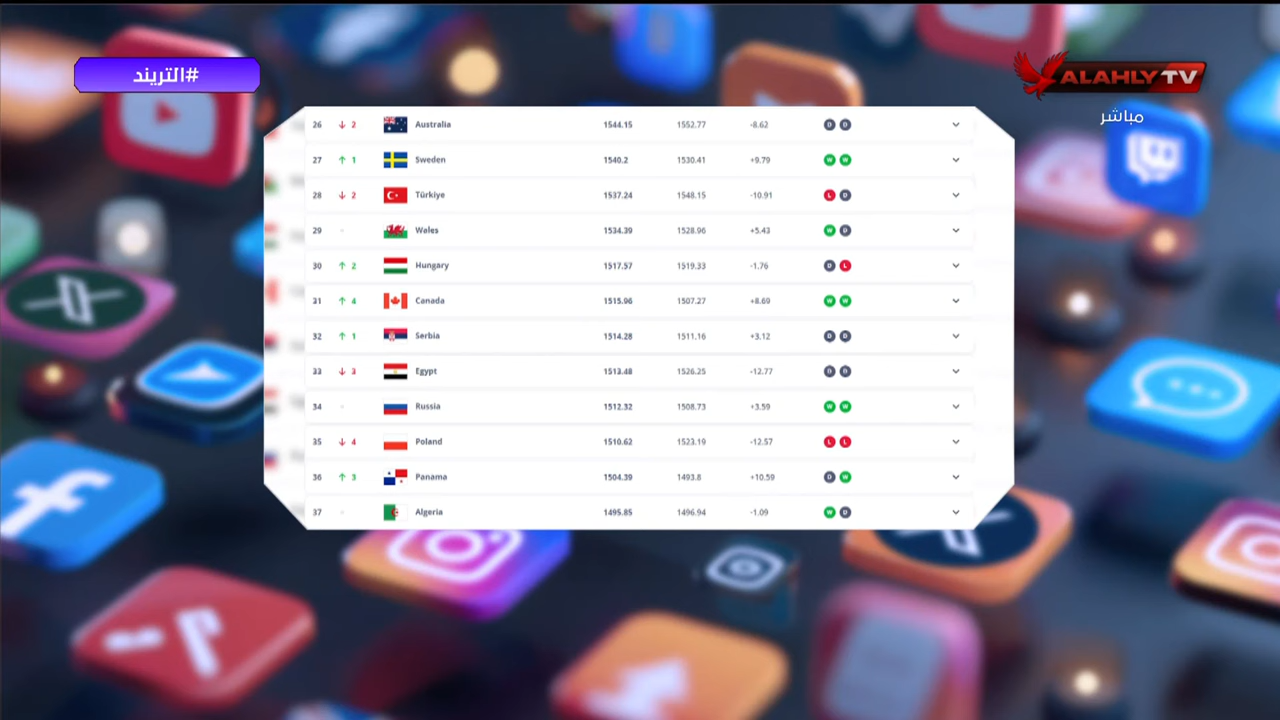 #التريند
ALAHLY TV
مباشر
26 2 Australia 1544.15 1552.77 -8.62 D D
27 1 Sweden 1540.2 1530.41 +9.79 W W
28 2 Türkiye 1537.24 1548.15 -10.91 L D
29 - Wales 1534.39 1528.96 +5.43 W D
30 2 Hungary 1517.57 1519.33 -1.76 D L
31 4 Canada 1515.96 1507.27 +8.69 W W
32 1 Serbia 1514.28 1511.16 +3.12 D D
33 3 Egypt 1513.48 1526.25 -12.77 D D
34 - Russia 1512.32 1508.73 +3.59 W W
35 4 Poland 1510.62 1523.19 -12.57 L L
36 3 Panama 1504.39 1493.8 +10.59 D W
37 - Algeria 1495.85 1496.94 -1.09 W D